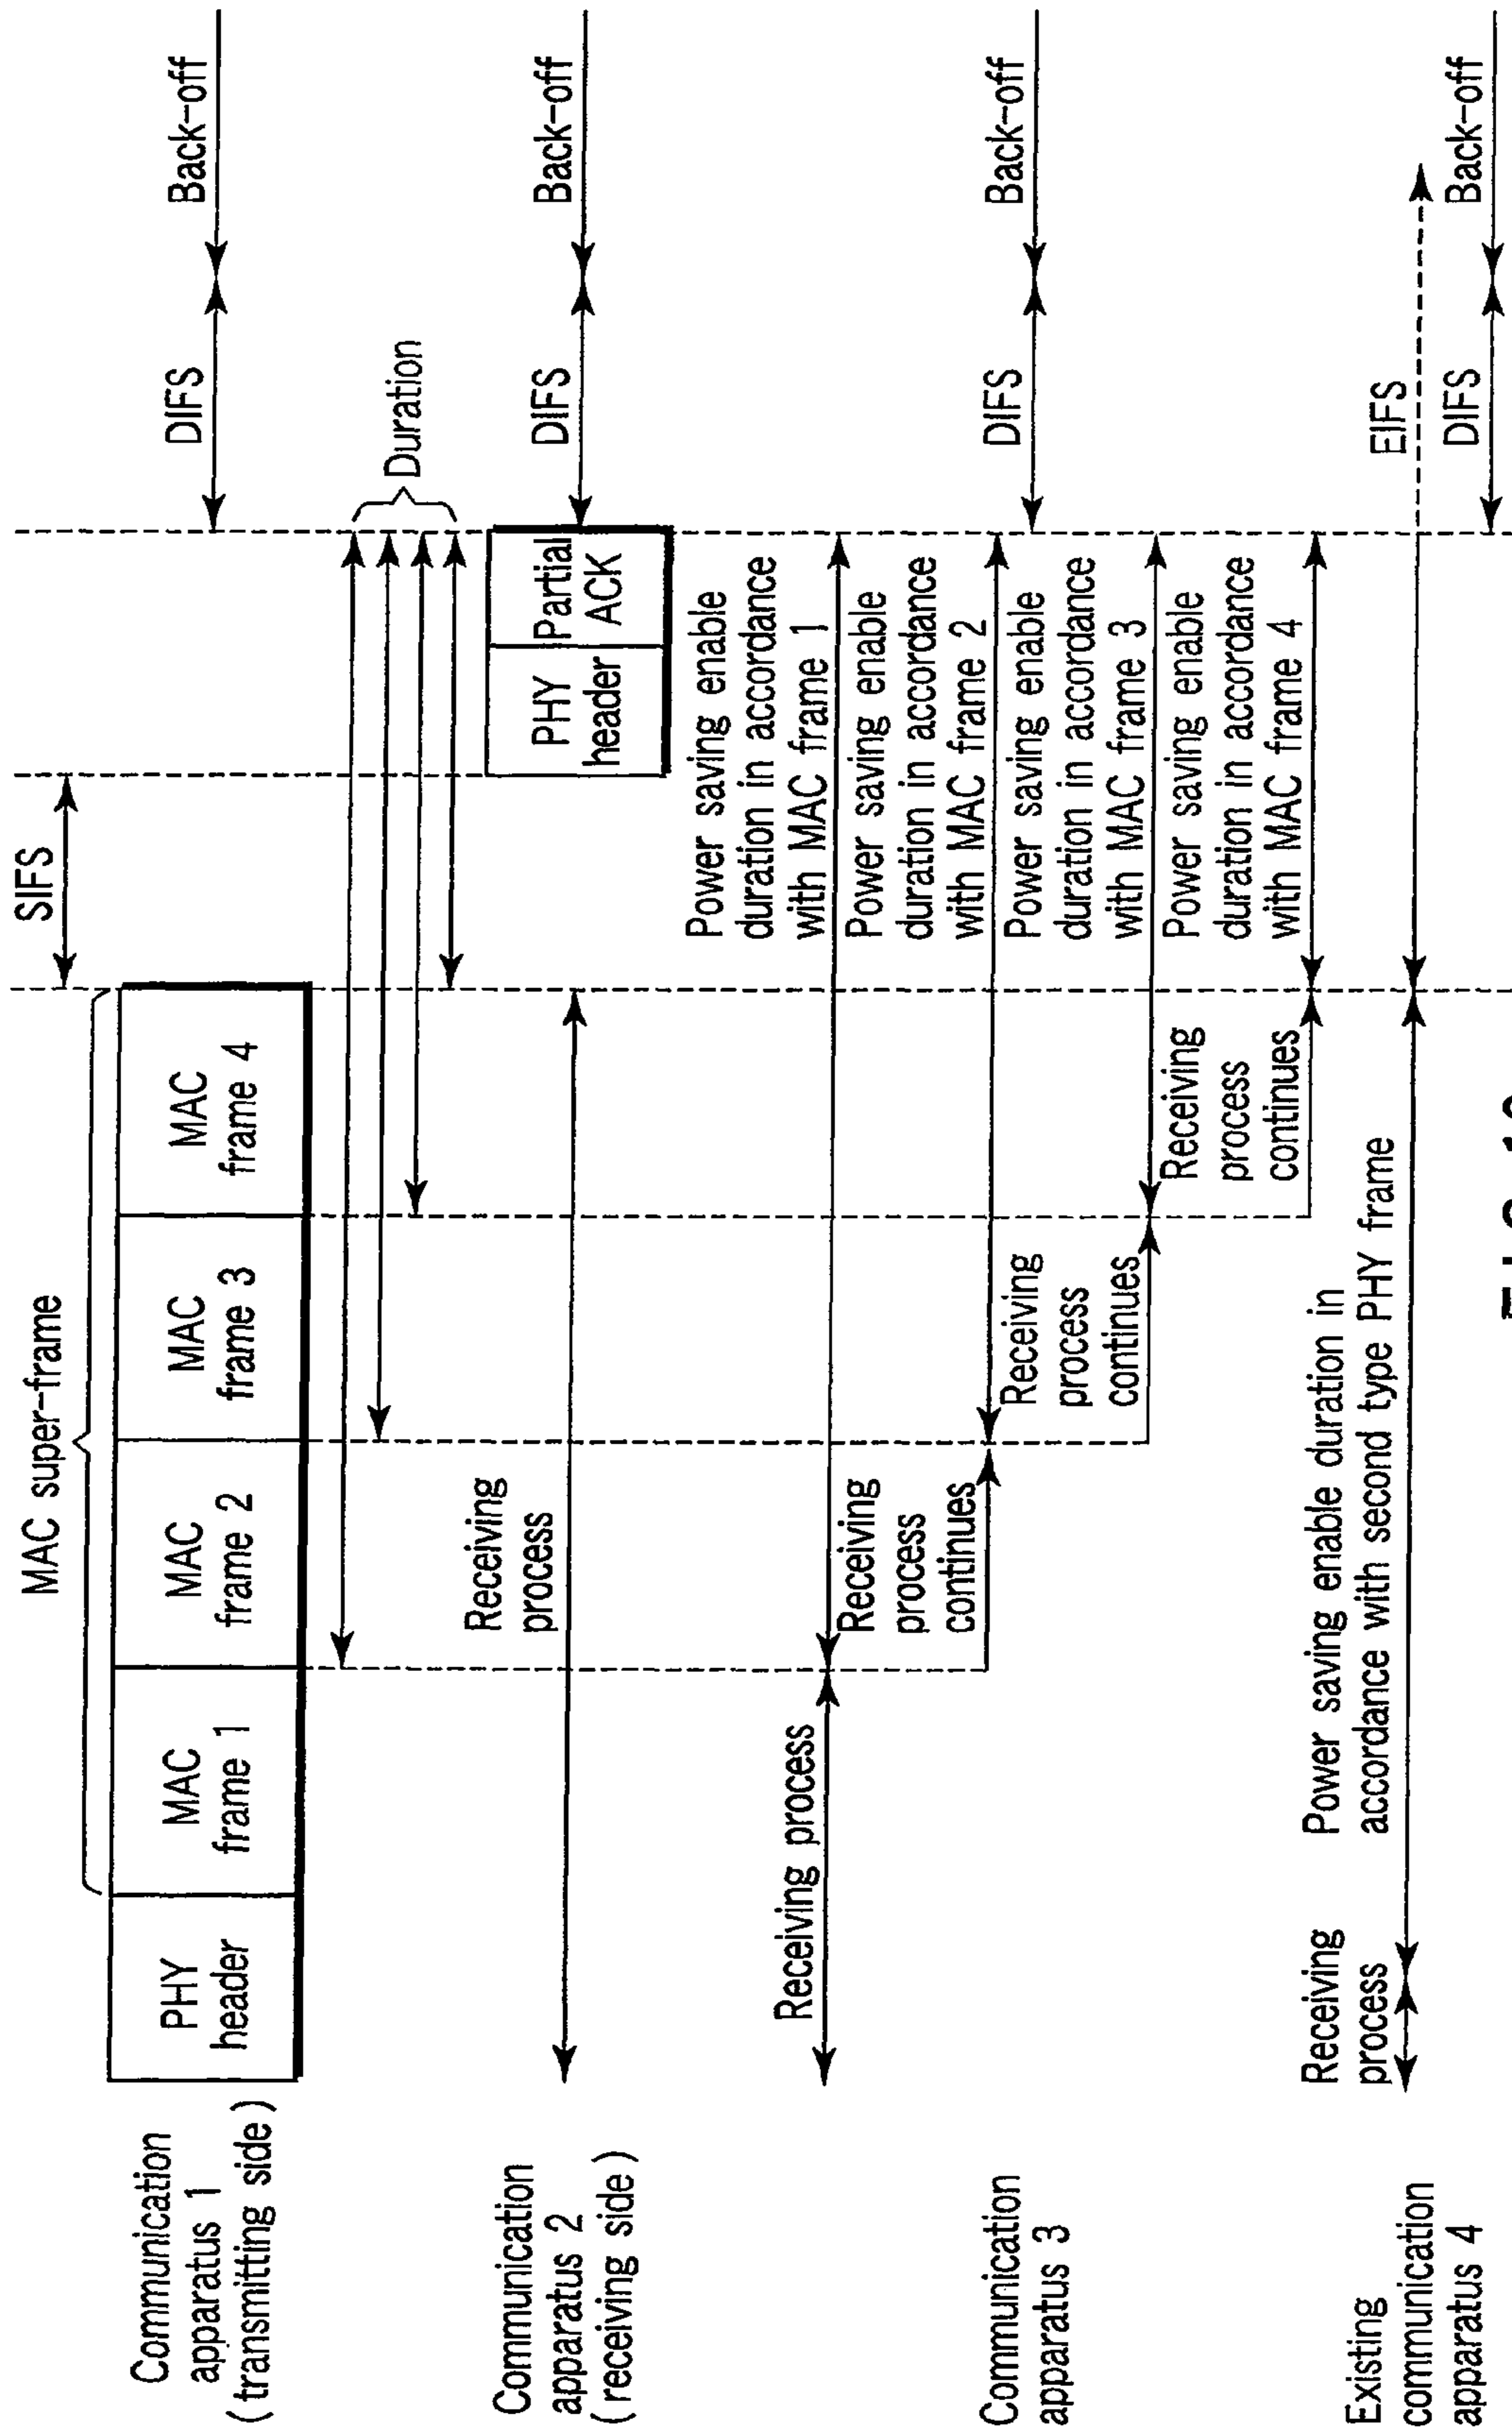 Communication
apparatus 1
( transmitting side )
PHY
header
MAC super-frame
MAC
frame 1
MAC
frame 2
MAC
frame 3
MAC
frame 4
SIFS
DIFS
Back-off
Duration
Communication
apparatus 2
( receiving side )
Receiving
process
PHY
header
Partial
ACK
DIFS
Back-off
Communication
apparatus 3
Receiving process
Power saving enable
duration in accordance
with MAC frame 1
Receiving
process
continues
Power saving enable
duration in accordance
with MAC frame 2
Receiving
process
continues
Power saving enable
duration in accordance
with MAC frame 3
Receiving
process
continues
Power saving enable
duration in accordance
with MAC frame 4
DIFS
Back-off
Existing
communication
apparatus 4
Receiving
process
Power saving enable duration in
accordance with second type PHY frame
EIFS
DIFS
Back-off